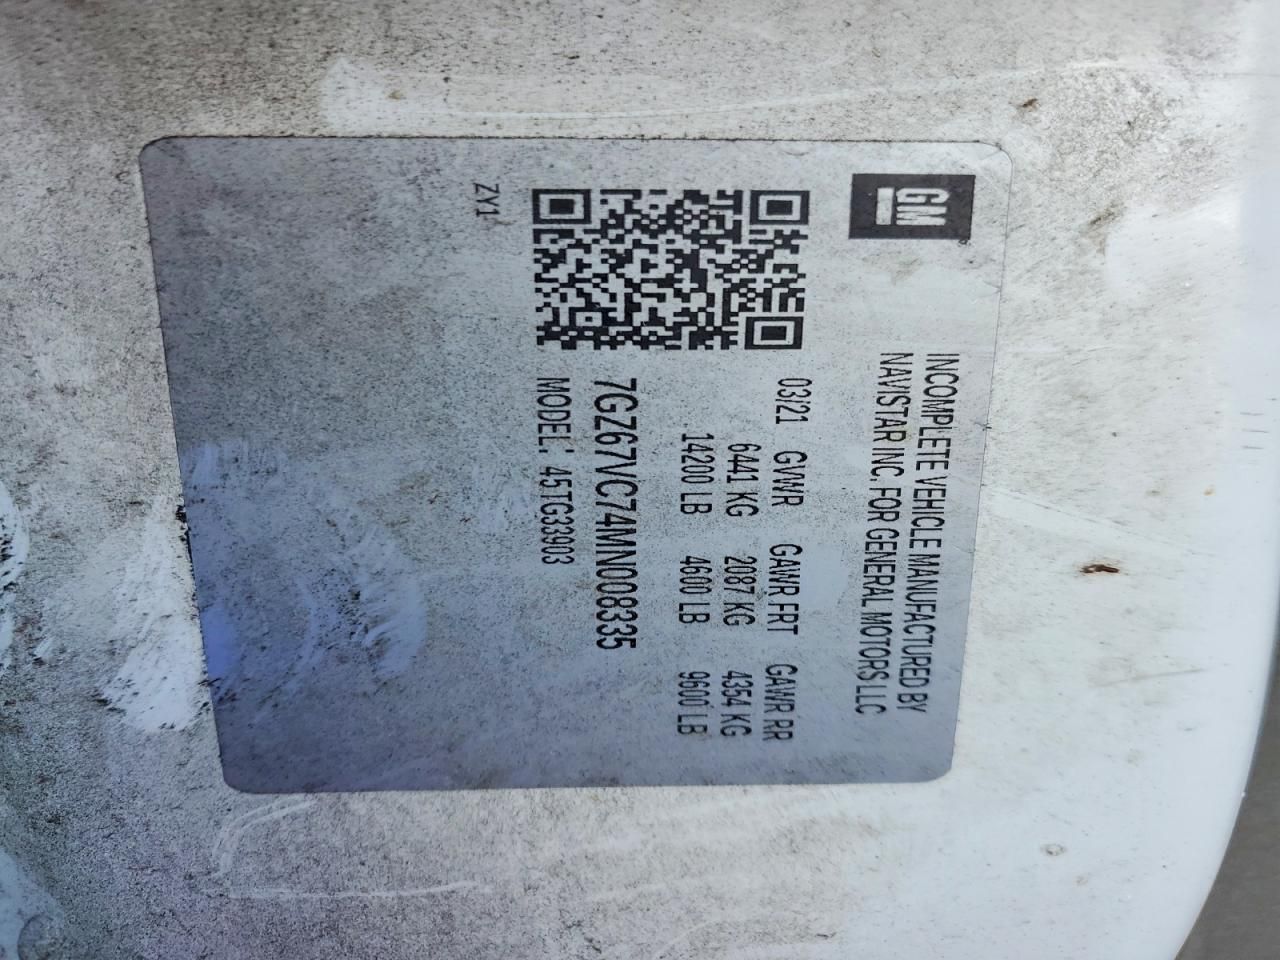 GM
INCOMPLETE VEHICLE MANUFACTURED BY
NAVISTAR INC. FOR GENERAL MOTORS LLC
03/21 GVWR GAWR FRT GAWR RR
6441 KG 2087 KG 4354 KG
14200 LB 4600 LB 9600 LB
7GZ67VC74MN008335
MODEL: 45TG33903
ZY1